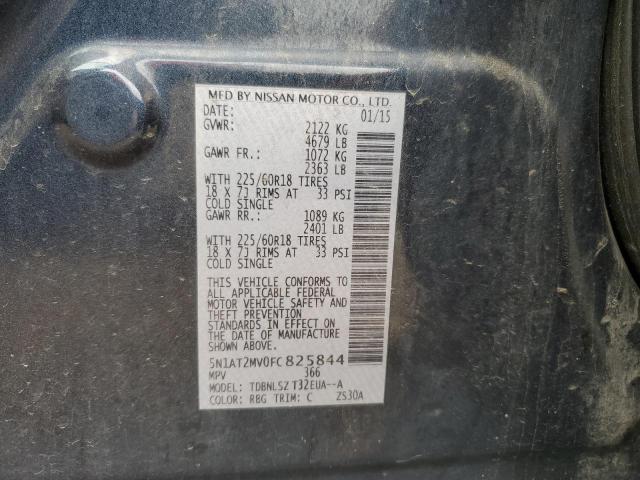 MFD BY NISSAN MOTOR CO., LTD.
DATE: 01/15
GVWR: 2122 KG
4679 LB
GAWR FR.: 1072 KG
2363 LB
WITH 225/60R18 TIRES
18 X 7J RIMS AT 33 PSI
COLD SINGLE
GAWR RR.: 1089 KG
2401 LB
WITH 225/60R18 TIRES
18 X 7J RIMS AT 33 PSI
COLD SINGLE
THIS VEHICLE CONFORMS TO
ALL APPLICABLE FEDERAL
MOTOR VEHICLE SAFETY AND
THEFT PREVENTION
STANDARDS IN EFFECT ON
THE DATE OF MANUFACTURE
SHOWN ABOVE.
5N1AT2MV0FC825844
MPV 366
MODEL: TDBNLSZ T32EUA--A
COLOR: RBG TRIM: C ZS30A